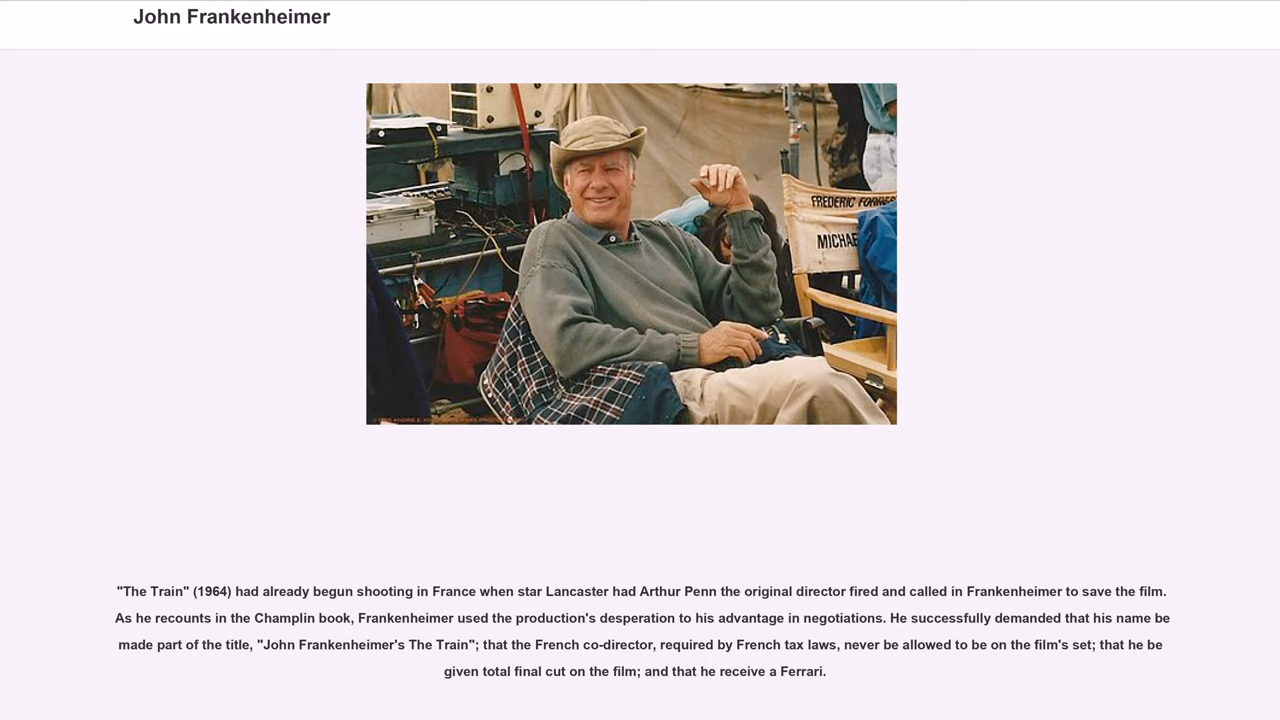 John Frankenheimer
FREDERIC
MICHAE
"The Train" (1964) had already begun shooting in France when star Lancaster had Arthur Penn the original director fired and called in Frankenheimer to save the film.
As he recounts in the Champlin book, Frankenheimer used the production's desperation to his advantage in negotiations. He successfully demanded that his name be
made part of the title, "John Frankenheimer's The Train"; that the French co-director, required by French tax laws, never be allowed to be on the film's set; that he be
given total final cut on the film; and that he receive a Ferrari.